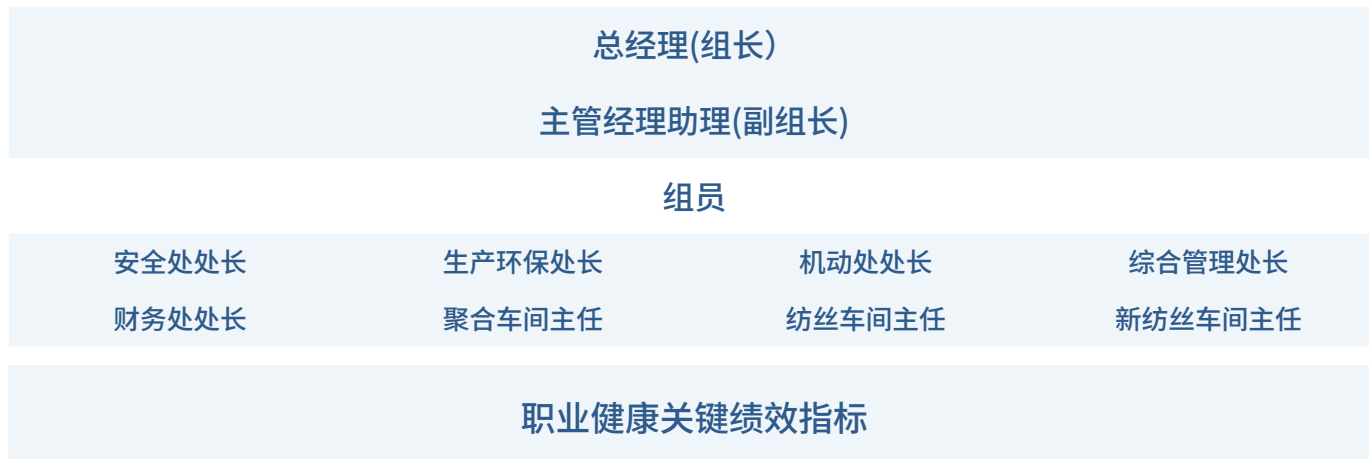 总经理(组长）
主管经理助理(副组长)
组员
安全处处长 生产环保处长 机动处处长 综合管理处长
财务处处长 聚合车间主任 纺丝车间主任 新纺丝车间主任
职业健康关键绩效指标